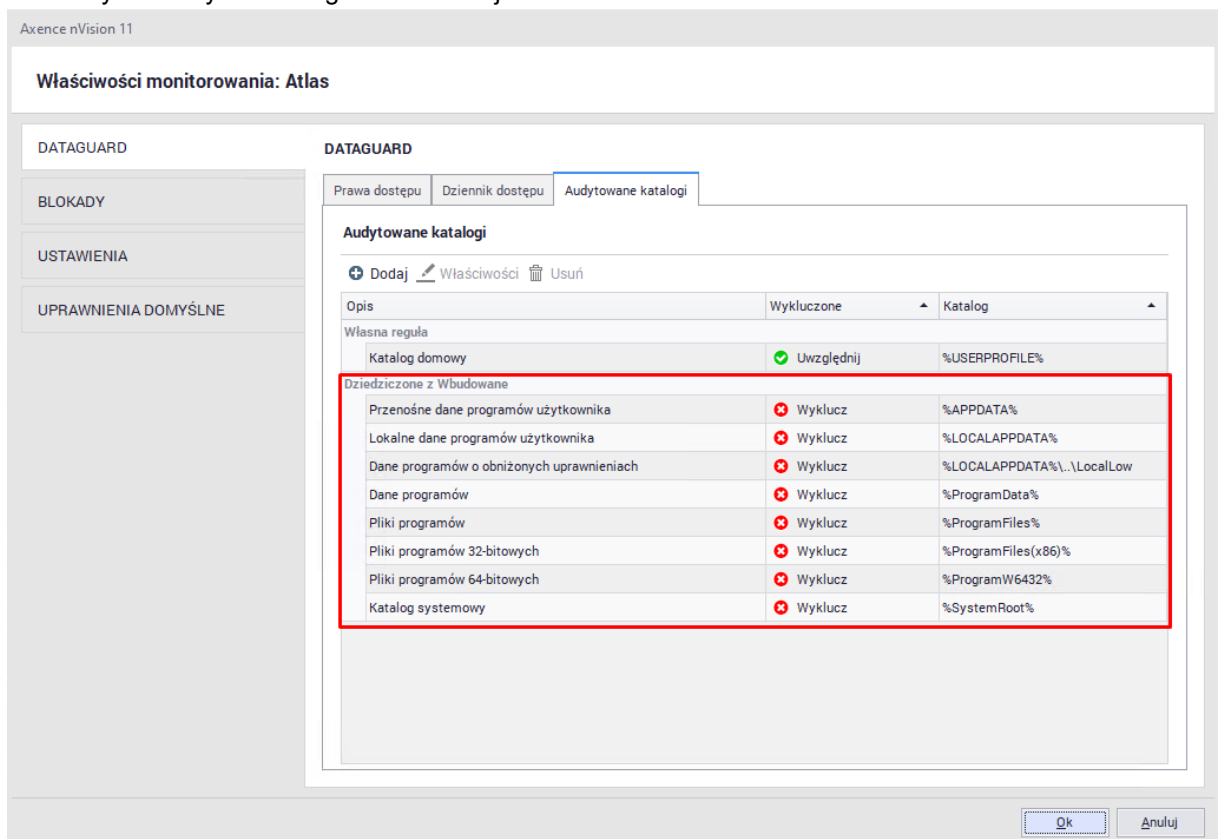 Axence nVision 11
Właściwości monitorowania: Atlas
DATAGUARD
BLOKADY
USTAWIENIA
UPRAWNIENIA DOMYŚLNE
DATAGUARD
Prawa dostępu Dziennik dostępu Audytowane katalogi
Audytowane katalogi
Dodaj Właściwości Usuń
Opis Wykluczone Katalog
Własna reguła
Katalog domowy Uwzględnij %USERPROFILE%
Dziedziczone z Wbudowane
Przenośne dane programów użytkownika Wyklucz %APPDATA%
Lokalne dane programów użytkownika Wyklucz %LOCALAPPDATA%
Dane programów o obniżonych uprawnieniach Wyklucz %LOCALAPPDATA%\..\LocalLow
Dane programów Wyklucz %ProgramData%
Pliki programów Wyklucz %ProgramFiles%
Pliki programów 32-bitowych Wyklucz %ProgramFiles(x86)%
Pliki programów 64-bitowych Wyklucz %ProgramW6432%
Katalog systemowy Wyklucz %SystemRoot%
Ok Anuluj